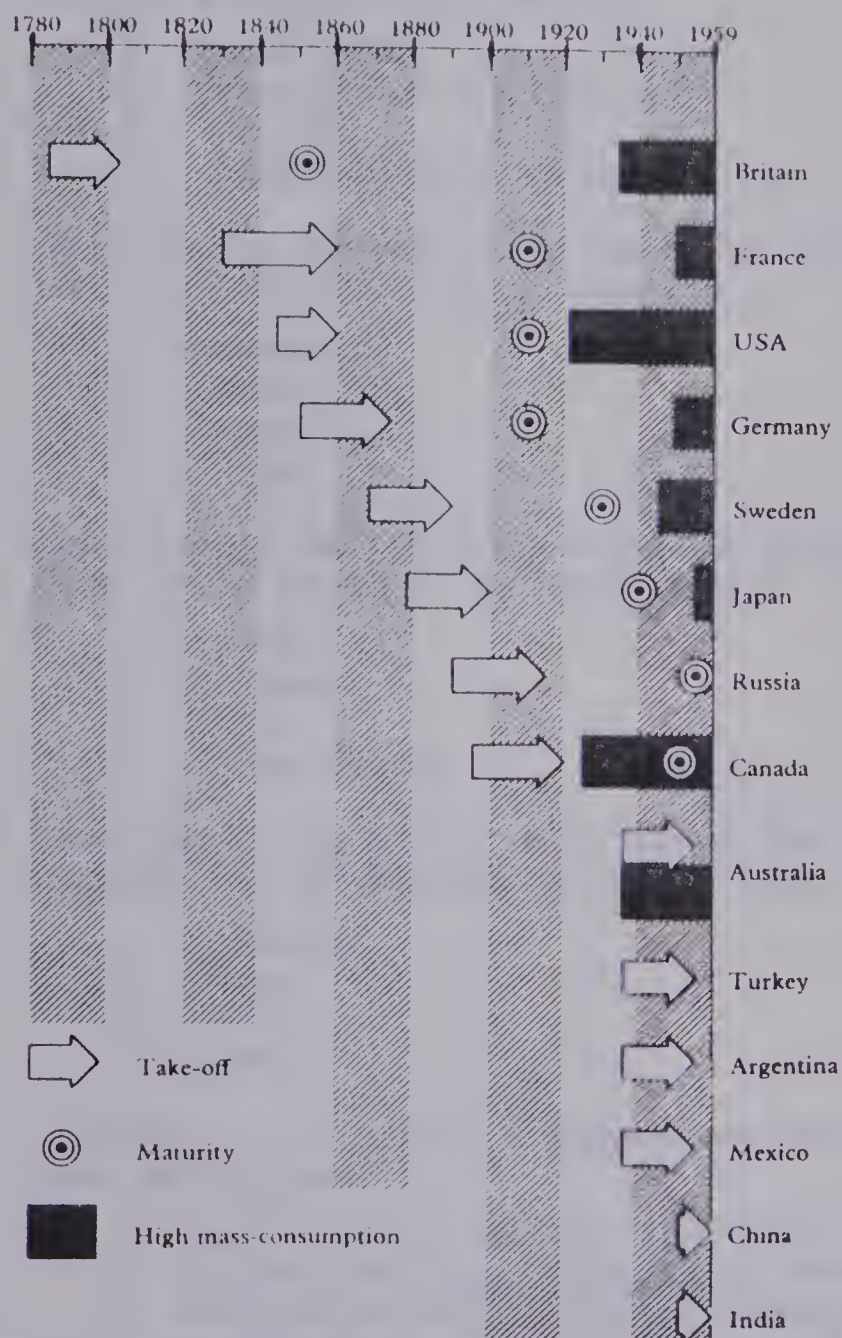 1780 1800 1820 1840 1860 1880 1900 1920 1940 1959
Britain
France
USA
Germany
Sweden
Japan
Russia
Canada
Australia
Turkey
Take-off
Argentina
Maturity
Mexico
High mass-consumption
China
India